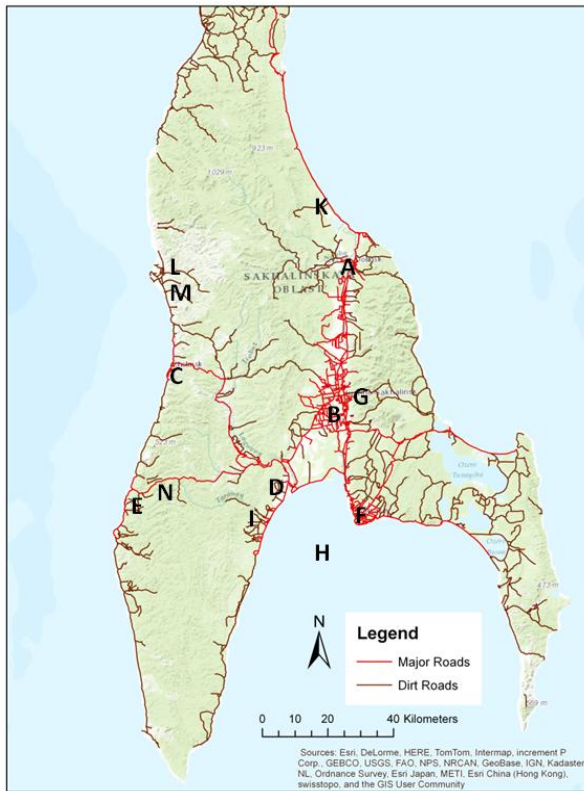 923 m
1029 m
K
L
A
SAKHALINSKAYA
M
OBLAST
C
G
B
N
D
E
I
F
H
473 m
N
Legend
Major Roads
Dirt Roads
0 10 20 40 Kilometers
Sources: Esri, DeLorme, HERE, TomTom, Intermap, increment P
Corp., GEBCO, USGS, FAO, NPS, NRCAN, GeoBase, IGN, Kadaster
NL, Ordnance Survey, Esri Japan, METI, Esri China (Hong Kong),
swisstopo, and the GIS User Community